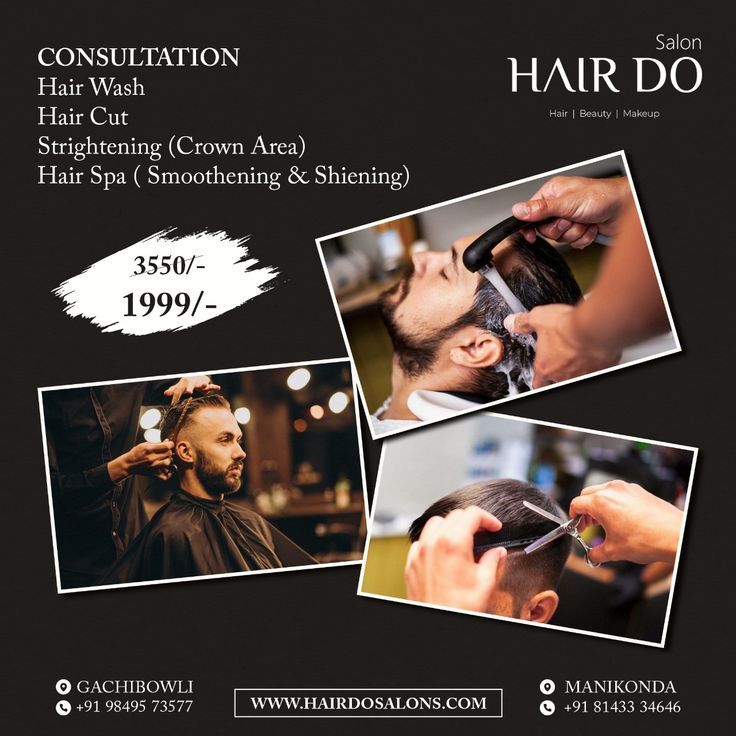 CONSULTATION
Hair Wash
Hair Cut
Strightening (Crown Area)
Hair Spa ( Smoothening & Shiening)
Salon
HAIR DO
Hair | Beauty | Makeup
3550/-
1999/-
GACHIBOWLI
+91 98495 73577
WWW.HAIRDOSALONS.COM
MANIKONDA
+91 81433 34646